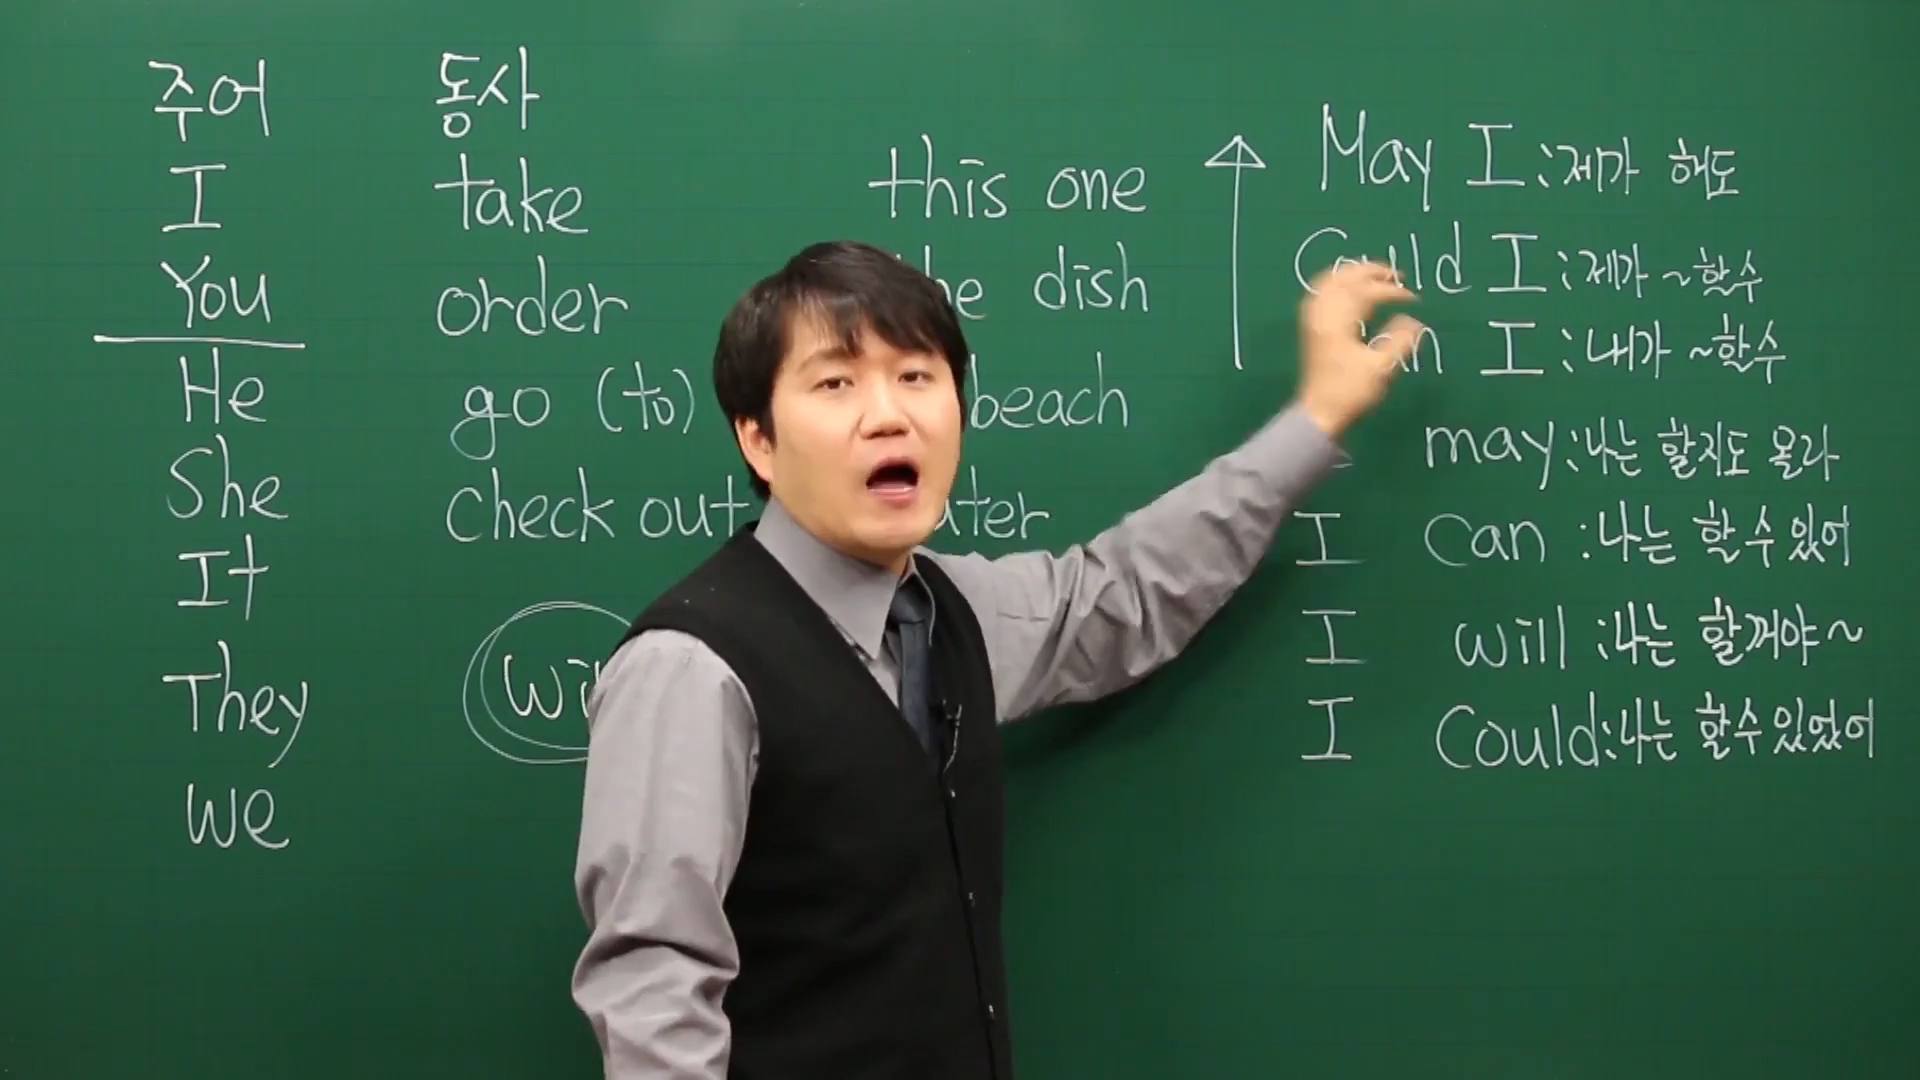 주어 동사
I take this one
You order dish
He go (to) beach
She check out
It
They
we
May I : 제가 해도
Could I : 제가 ~할수
I : 내가 ~할수
may : 나는 할지도 몰라
I can : 나는 할수있어
I will : 나는 할꺼야~
I Could : 나는 할수있었어